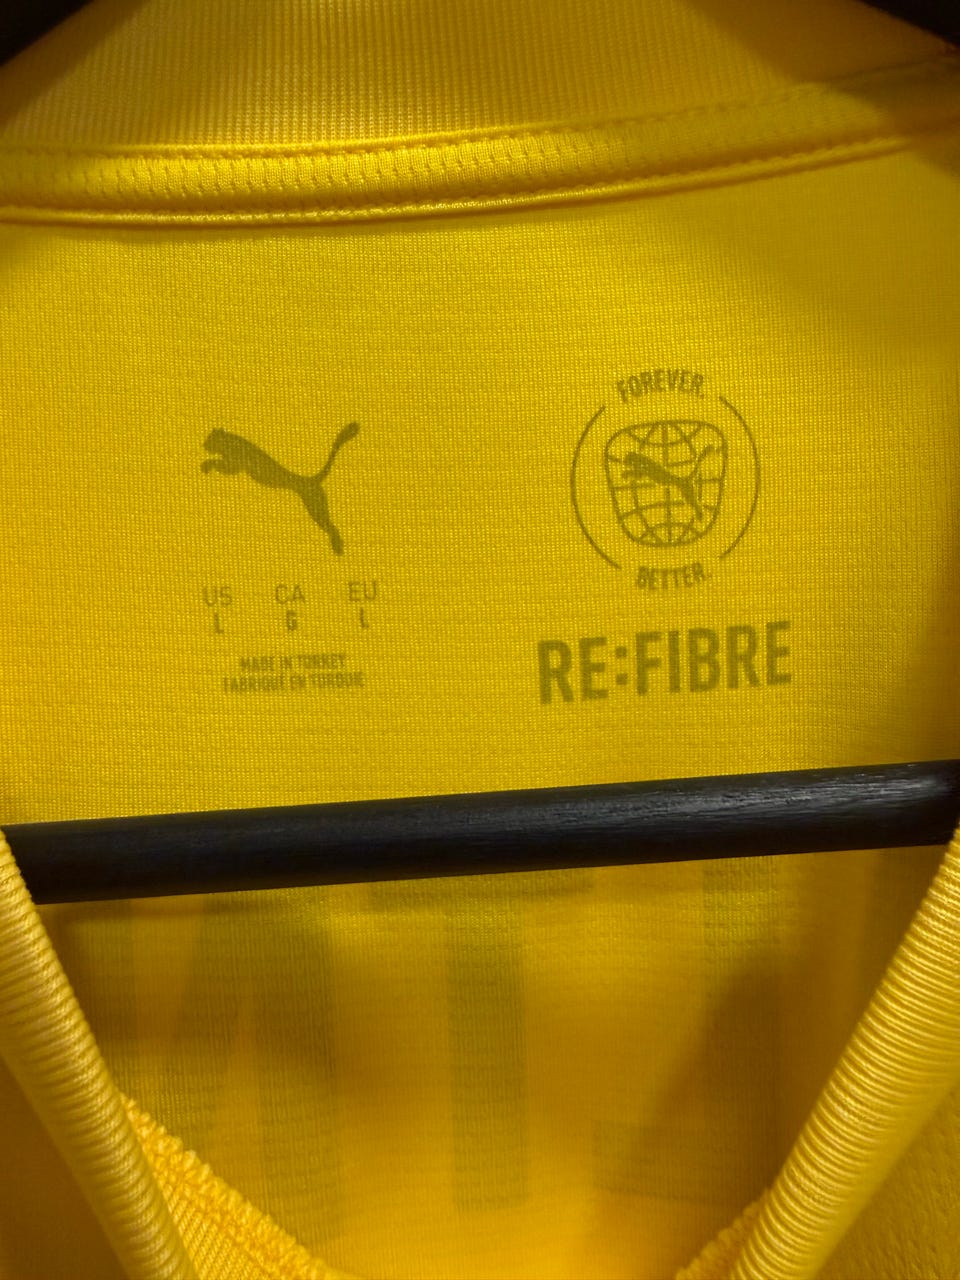 US CA EU
L G L
MADE IN TURKEY
FABRIQUÉ EN TURQUIE
FOREVER.
BETTER.
RE:FIBRE